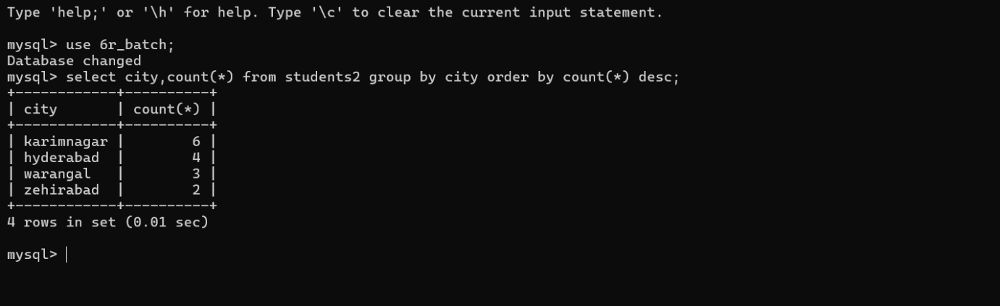 Type 'help;' or '\h' for help. Type '\c' to clear the current input statement.
mysql> use 6r_batch;
Database changed
mysql> select city,count(*) from students2 group by city order by count(*) desc;
+------------+----------+
| city       | count(*) |
+------------+----------+
| karimnagar |        6 |
| hyderabad  |        4 |
| warangal   |        3 |
| zehirabad  |        2 |
+------------+----------+
4 rows in set (0.01 sec)
mysql>